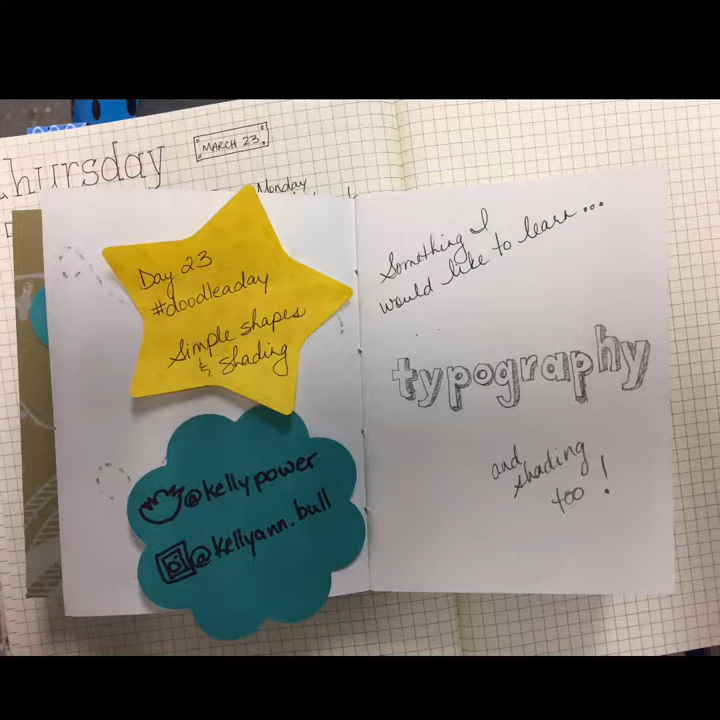 Thursday
MARCH 23
Monday
Day 23
#doodleaday
Simple shapes
& Shading
@kellypower
@kellyann.bull
Something I
would like to learn...
typography
and
shading
too!